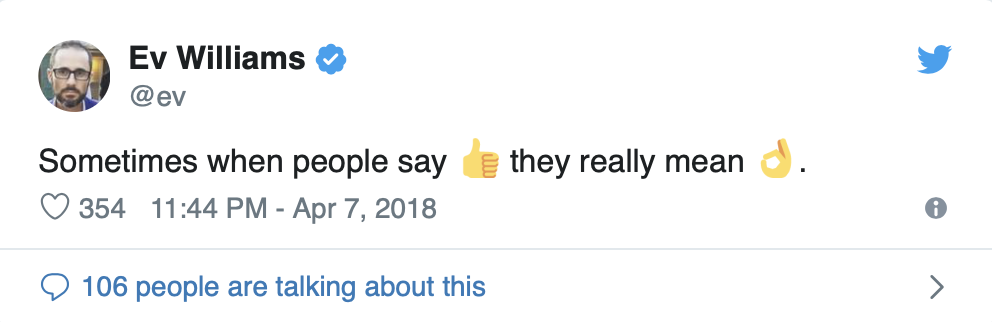 Ev Williams
@ev
Sometimes when people say 👍 they really mean 👌.
354 11:44 PM - Apr 7, 2018
106 people are talking about this